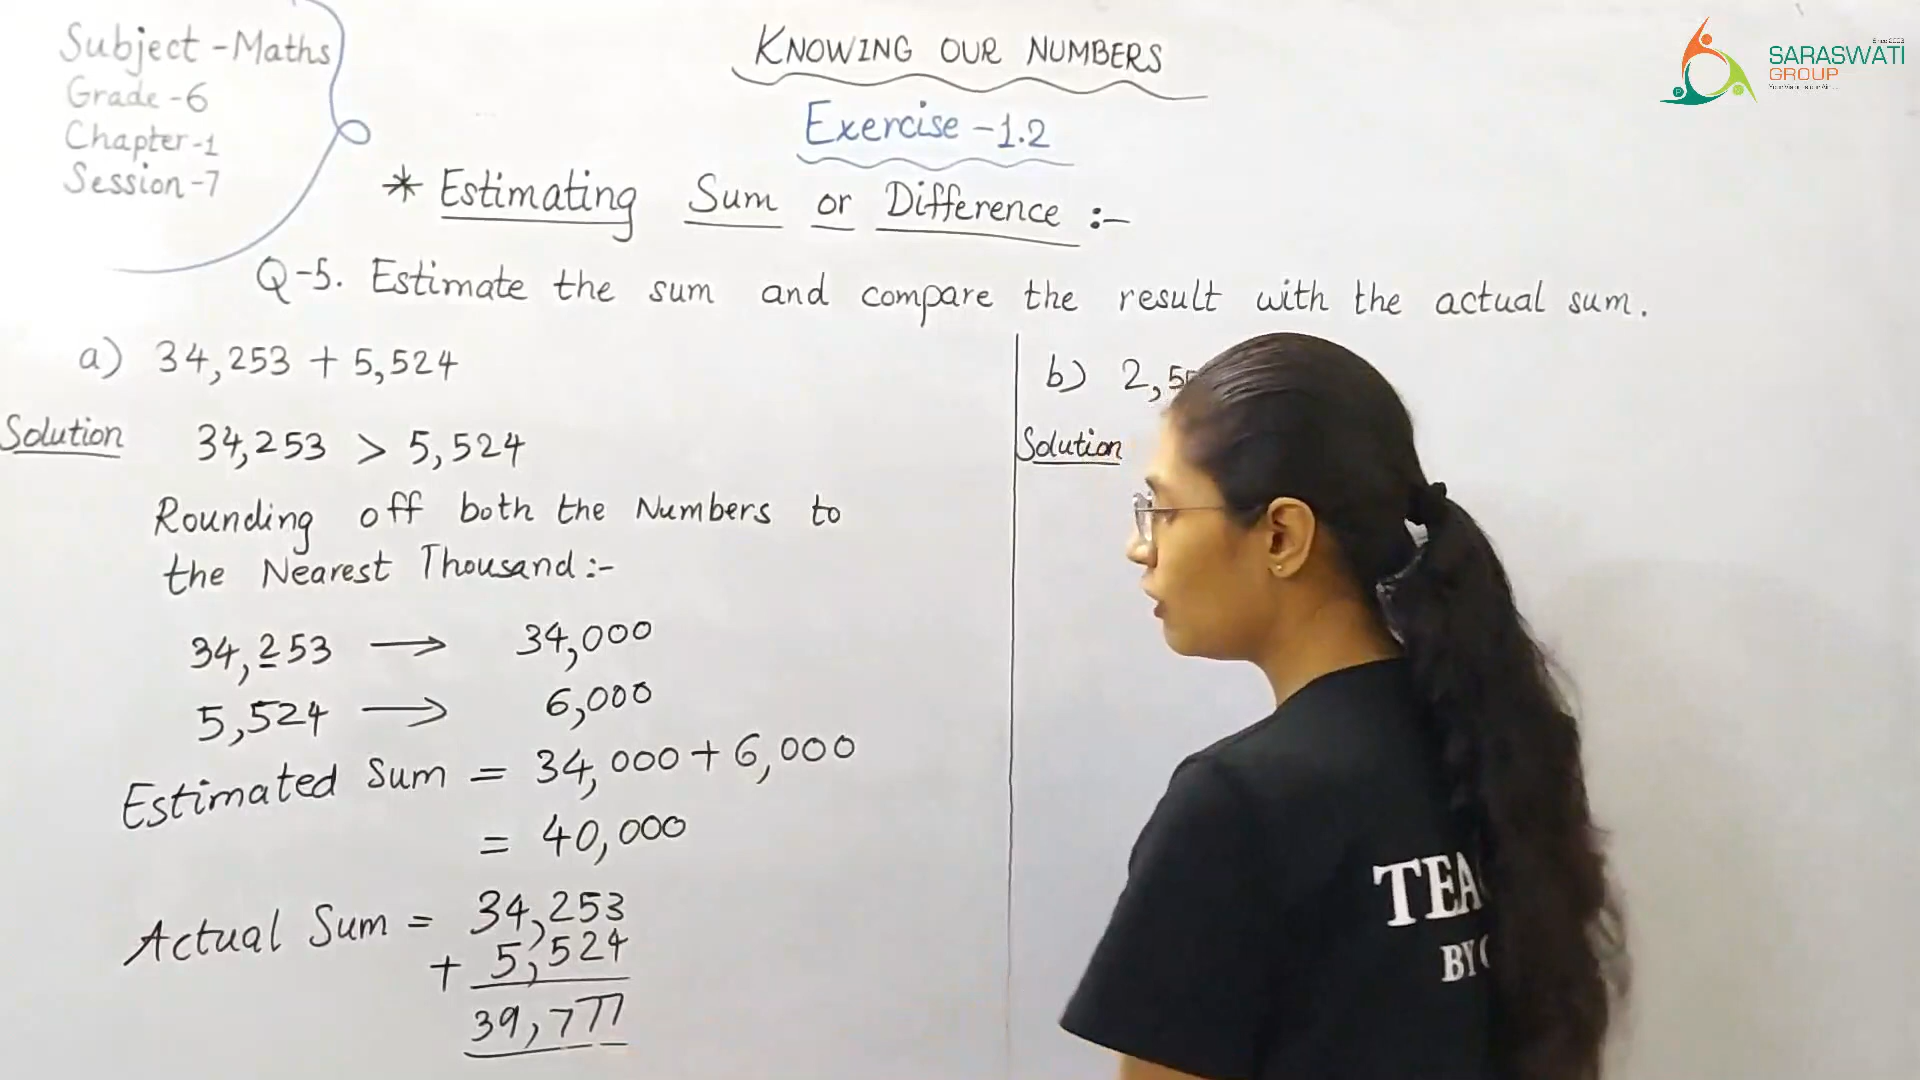 Subject - Maths
Grade - 6
Chapter - 1
Session - 7
KNOWING OUR NUMBERS
Exercise - 1.2
* Estimating Sum or Difference :-
Q-5. Estimate the sum and compare the result with the actual sum.
a) 34,253 + 5,524
Solution 34,253 > 5,524
Rounding off both the Numbers to
the Nearest Thousand :-
34,253 → 34,000
5,524 → 6,000
Estimated Sum = 34,000 + 6,000
= 40,000
Actual Sum = 34,253
+ 5,524
39,777
b) 2,5
Solution
SARASWATI
GROUP
Since 2003
TEA
BY